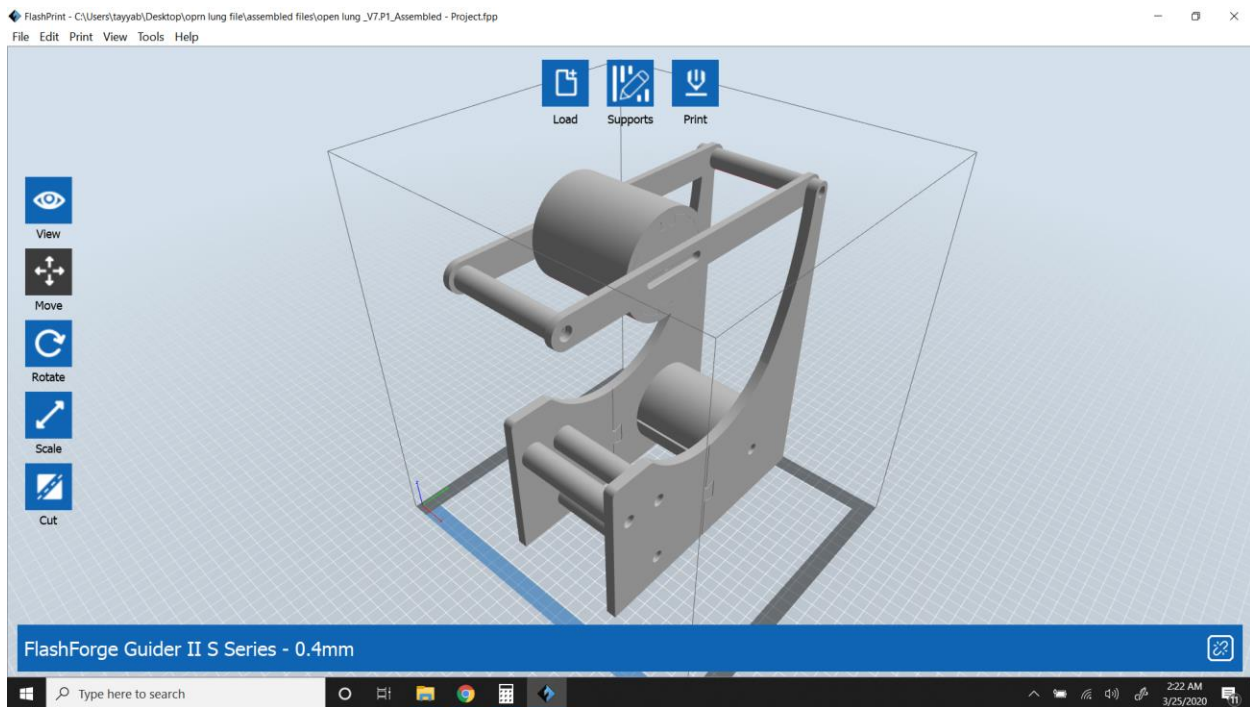 FlashPrint - C:\Users\tayyab\Desktop\oprn lung file\assembled files\open lung _V7.P1_Assembled - Project.fpp
File Edit Print View Tools Help
Load Supports Print
View
Move
Rotate
Scale
Cut
FlashForge Guider II S Series - 0.4mm
Type here to search
2:22 AM
3/25/2020
11